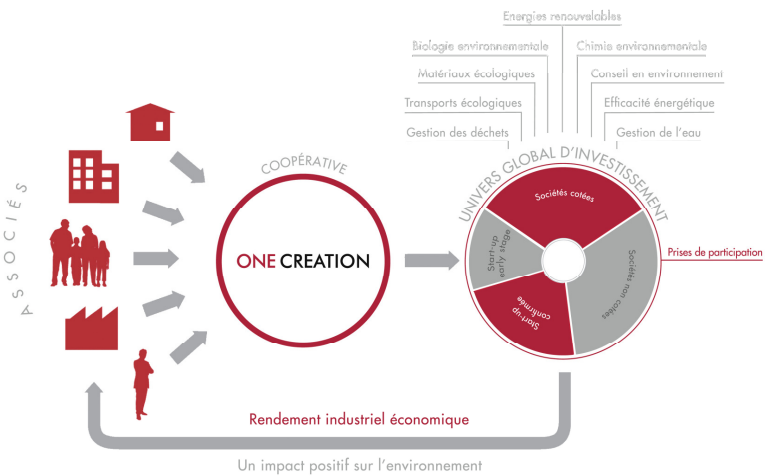 Energies renouvelables
Biologie environnementale
Chimie environnementale
Matériaux écologiques
Conseil en environnement
Transports écologiques
Efficacité énergétique
Gestion des déchets
Gestion de l'eau
ASSOCIÉS
COOPÉRATIVE
ONE CREATION
UNIVERS GLOBAL D'INVESTISSEMENT
Sociétés cotées
Start-up
early stage
Sociétés non cotées
Start-up
confirmée
Prises de participation
Rendement industriel économique
Un impact positif sur l'environnement